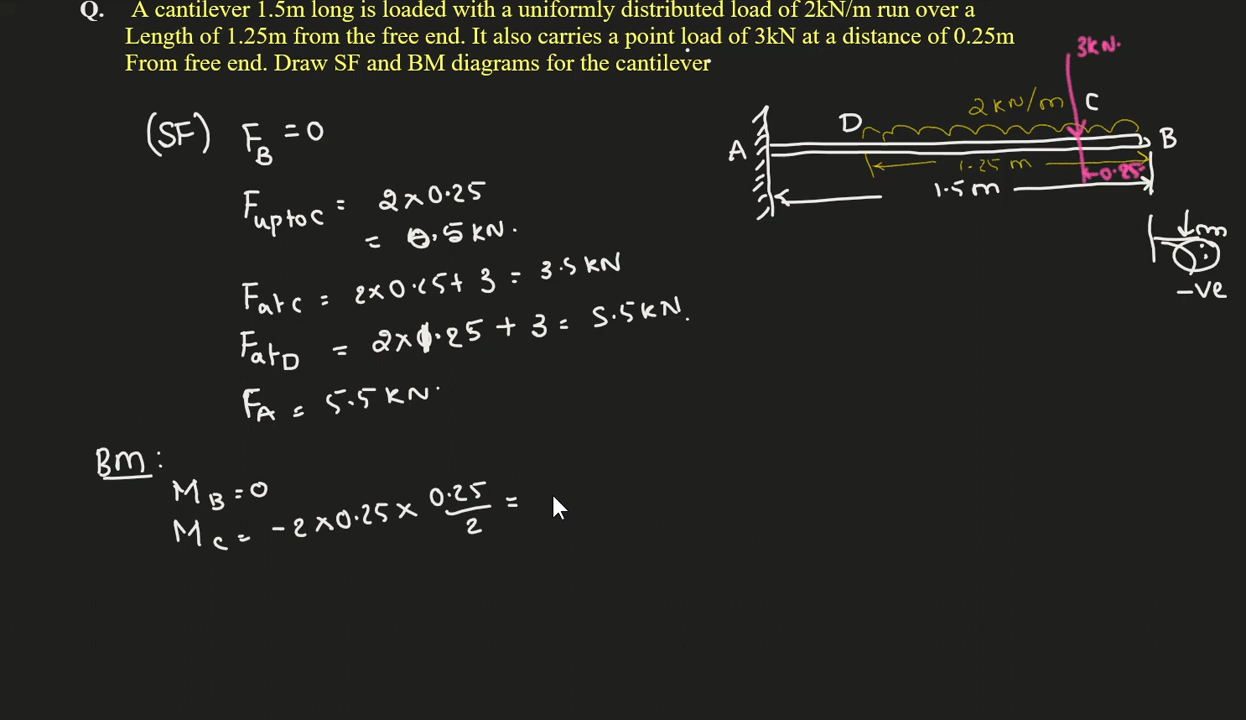 Q. A cantilever 1.5m long is loaded with a uniformly distributed load of 2kN/m run over a
Length of 1.25m from the free end. It also carries a point load of 3kN at a distance of 0.25m
From free end. Draw SF and BM diagrams for the cantilever
3kN.
2kN/m C
D
A
B
1.25 m
0.25
1.5m
m
-ve
(SF) F_B = 0
F_upto C = 2×0.25
= 0.5 kN.
F_at C = 2×0.25+ 3 = 3.5 kN
F_at D = 2×1.25 + 3 = 5.5 kN.
F_A = 5.5 kN.
BM:
M_B = 0
M_C = -2×0.25× 0.25/2 =